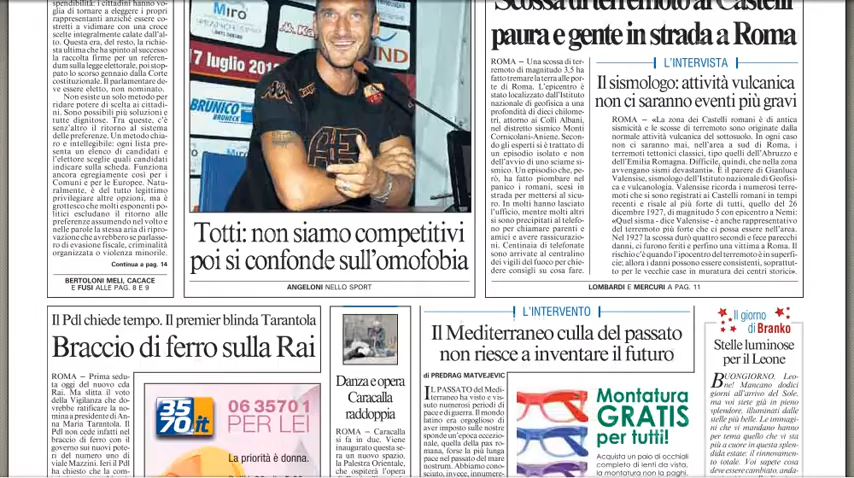 spendibilità: i cittadini hanno vo-
glia di tornare a eleggere i propri
rappresentanti anziché essere co-
stretti a vidimare con una croce
scelte integralmente calate dall'al-
to. Questa era, del resto, la richie-
sta ultima che ha spinto al successo
la raccolta firme per un referen-
dum sulla legge elettorale, poi stop-
pato lo scorso gennaio dalla Corte
costituzionale. Il parlamentare de-
ve essere eletto, non nominato.
Non esiste un solo metodo per
ridare potere di scelta ai cittadi-
ni. Sono possibili più soluzioni e
tutte dignitose. Tra queste, c'è
senz'altro il ritorno al sistema
delle preferenze. Un metodo chia-
ro e intellegibile: ogni lista pres-
enta un elenco di candidati e
l'elettore sceglie quali candidati
indicare sulla scheda. Funziona
ancora egregiamente così per i
Comuni e per le Europee. Natu-
ralmente, è del tutto legittimo
privilegiare altre opzioni, ma è
grottesco che molti esponenti po-
litici escludano il ritorno alle
preferenze assumendo nel volto e
nelle parole la stessa aria di ripro-
vazione che avrebbero se parlasse-
ro di evasione fiscale, criminalità
organizzata o violenza minorile.
Continua a pag. 14
BERTOLONI MELI, CACACE
E FUSI ALLE PAG. 8 E 9
Miro
Kappa
17 luglio 201
BRUNICO
Totti: non siamo competitivi
poi si confonde sull'omofobia
ANGELONI NELLO SPORT
Scossa di terremoto ai Castelli
paura e gente in strada a Roma
ROMA – Una scossa di ter-
remoto di magnitudo 3,5 ha
fatto tremare la terra alle por-
te di Roma. L'epicentro è
stato localizzato dall'Istituto
nazionale di geofisica a una
profondità di dieci chilome-
tri, attorno ai Colli Albani,
nel distretto sismico Monti
Cornicolani-Aniene. Secon-
do gli esperti si è trattato di
un episodio isolato e non
dell'avvio di uno sciame si-
smico. Un episodio che, pe-
rò, ha fatto piombare nel
panico i romani, scesi in
strada per mettersi al sicu-
ro. In molti hanno lasciato
l'ufficio, mentre molti altri
si sono precipitati al telefo-
no per chiamare parenti e
amici e avere rassicurazio-
ni. Centinaia di telefonate
sono arrivate al centralino
dei vigili del fuoco per chie-
dere consigli su cosa fare.
L'INTERVISTA
Il sismologo: attività vulcanica
non ci saranno eventi più gravi
ROMA – «La zona dei Castelli romani è di antica
sismicità e le scosse di terremoto sono originate dalla
normale attività vulcanica del sottosuolo. In ogni caso
non ci saranno mai, nell'area a sud di Roma, i
terremoti tettonici classici, tipo quelli dell'Abruzzo e
dell'Emilia Romagna. Difficile, quindi, che nella zona
avvengano sismi devastanti». È il parere di Gianluca
Valensise, sismologo dell'Istituto nazionale di Geofisi-
ca e vulcanologia. Valensise ricorda i numerosi terre-
moti che si sono registrati ai Castelli romani in tempi
recenti e risale al più forte di tutti, quello del 26
dicembre 1927, di magnitudo 5 con epicentro a Nemi:
«Quel sisma - dice Valensise - è anche rappresentativo
del terremoto più forte che ci possa essere nell'area.
Nel 1927 la scossa durò quattro secondi e fece parecchi
danni, ci furono feriti e perfino una vittima a Roma. Il
rischio c'è quando l'ipocentro del terremoto è in superfi-
cie; allora i danni possono essere consistenti, soprattut-
to per le vecchie case in muratura dei centri storici».
LOMBARDI E MERCURI A PAG. 11
Il Pdl chiede tempo. Il premier blinda Tarantola
Braccio di ferro sulla Rai
ROMA – Prima sedu-
ta oggi del nuovo cda
Rai. Ma slitta il voto
della Vigilanza che do-
vrebbe ratificare la no-
mina a presidente di An-
na Maria Tarantola. Il
Pdl non cede infatti nel
braccio di ferro con il
governo sui nuovi pote-
ri del numero uno di
viale Mazzini. Ieri il Pdl
ha chiesto che la com-
3570.it
06 35701
PER LEI
La priorità è donna.
Danza e opera
Caracalla
raddoppia
ROMA – Caracalla
si fa in due. Viene
inaugurato questa se-
ra un nuovo spazio,
la Palestra Orientale,
che ospiterà l'opera
L'INTERVENTO
Il Mediterraneo culla del passato
non riesce a inventare il futuro
di PREDRAG MATVEJEVIC
IL PASSATO del Medi-
terraneo ha visto e vis-
suto numerosi periodi di
pace e di guerra. Il mondo
latino era orgoglioso di
aver imposto sulle nostre
sponde un'epoca eccezio-
nale, quella della pax ro-
mana, forse la più lunga
pace nel passato del mare
nostrum. Abbiamo cono-
sciuto, invece, innumere-
Montatura
GRATIS
per tutti!
Acquista un paio di occhiali
completo di lenti da vista,
la montatura non la paghi.
Il giorno
di Branko
Stelle luminose
per il Leone
BUONGIORNO, Leo-
ne! Mancano dodici
giorni all'arrivo del Sole,
ma voi siete già in pieno
splendore, illuminati dalle
stelle più belle. Le immagi-
ni che vi mandano hanno
per tema quello che vi sta
più a cuore in questa splen-
dida estate: il rinnovamen-
to totale. Voi sapete cosa
deve essere cambiato, anda-